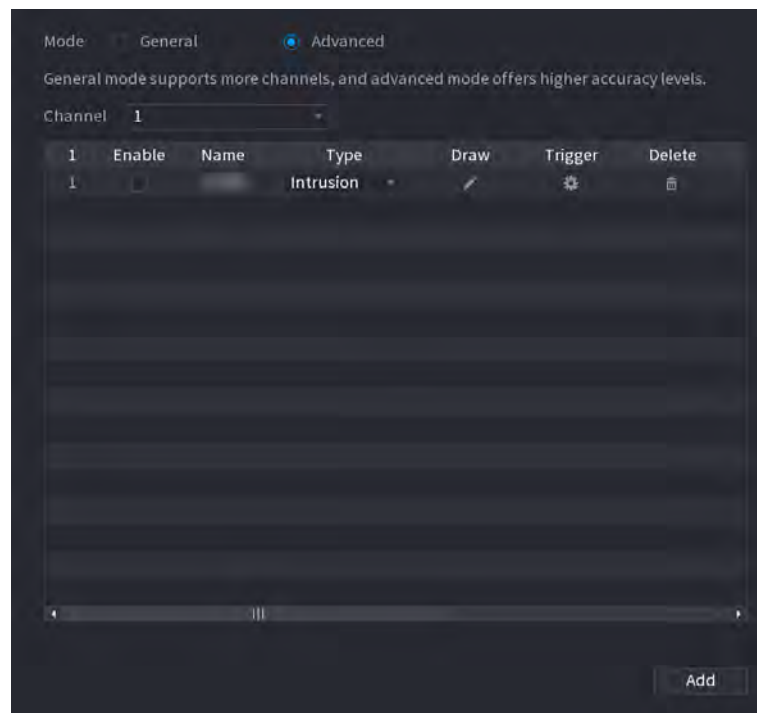 Mode General Advanced
General mode supports more channels, and advanced mode offers higher accuracy levels.
Channel 1
1 Enable Name Type Draw Trigger Delete
1 Intrusion
Add